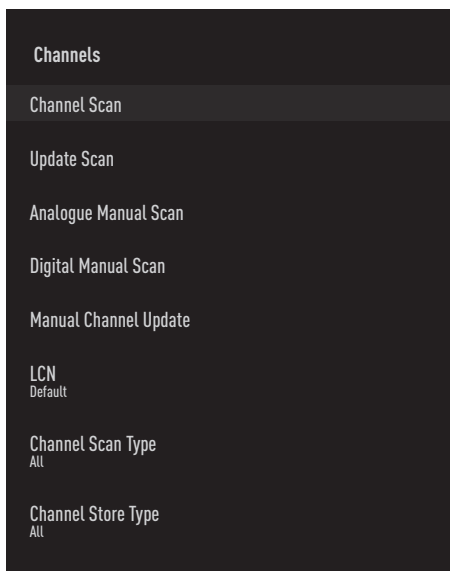 Channels
Channel Scan
Update Scan
Analogue Manual Scan
Digital Manual Scan
Manual Channel Update
LCN
Default
Channel Scan Type
All
Channel Store Type
All